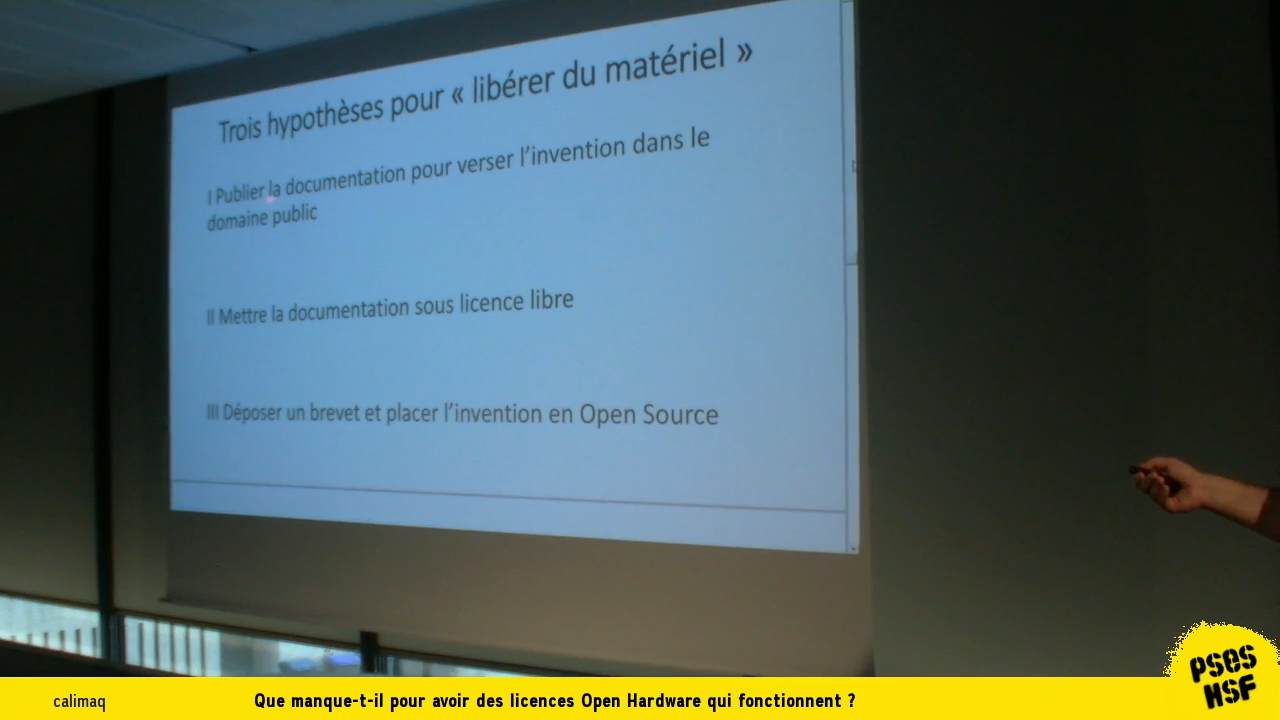 Trois hypothèses pour « libérer du matériel »
I Publier la documentation pour verser l’invention dans le
domaine public
II Mettre la documentation sous licence libre
III Déposer un brevet et placer l’invention en Open Source
calimaq
Que manque-t-il pour avoir des licences Open Hardware qui fonctionnent ?
PSES
HSF